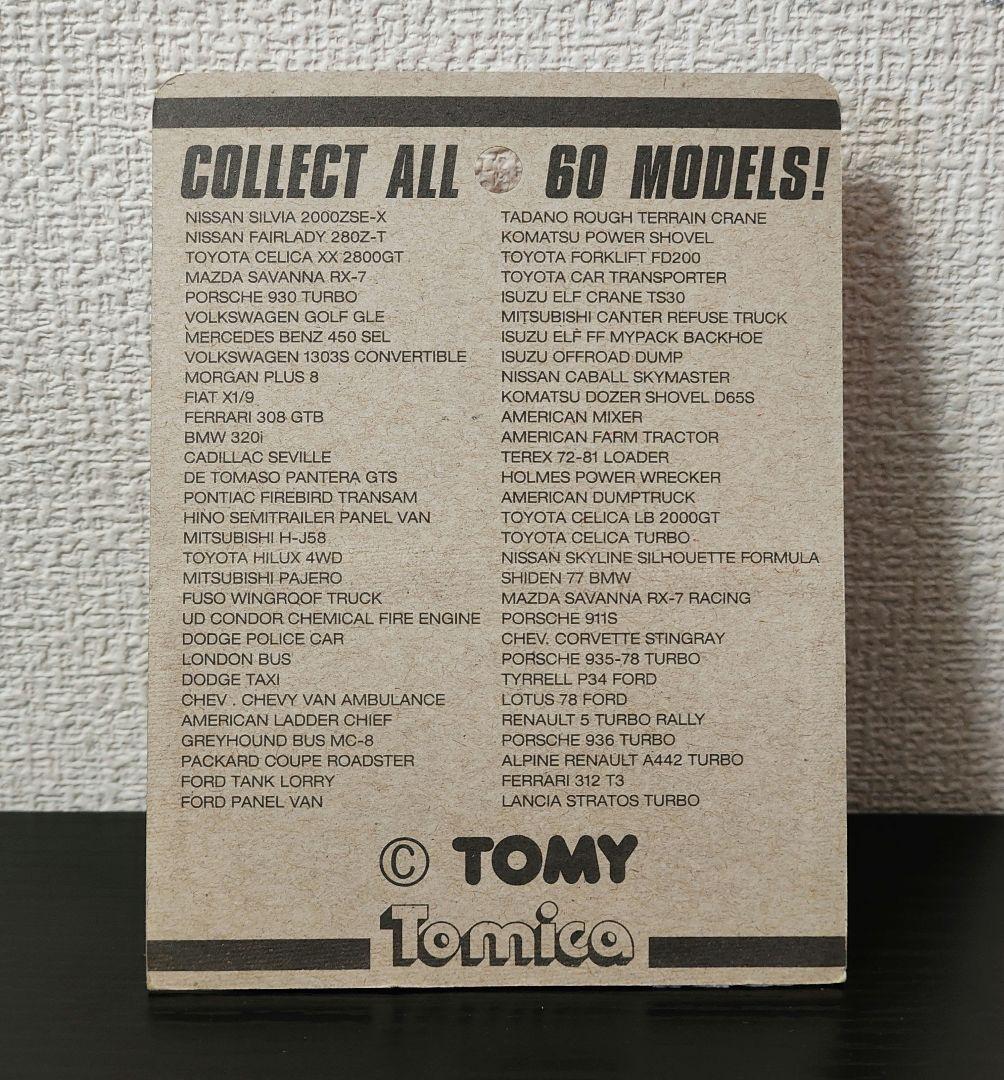 COLLECT ALL 60 MODELS!
NISSAN SILVIA 2000ZSE-X
NISSAN FAIRLADY 280Z-T
TOYOTA CELICA XX 2800GT
MAZDA SAVANNA RX-7
PORSCHE 930 TURBO
VOLKSWAGEN GOLF GLE
MERCEDES BENZ 450 SEL
VOLKSWAGEN 1303S CONVERTIBLE
MORGAN PLUS 8
FIAT X1/9
FERRARI 308 GTB
BMW 320i
CADILLAC SEVILLE
DE TOMASO PANTERA GTS
PONTIAC FIREBIRD TRANSAM
HINO SEMITRAILER PANEL VAN
MITSUBISHI H-J58
TOYOTA HILUX 4WD
MITSUBISHI PAJERO
FUSO WINGROOF TRUCK
UD CONDOR CHEMICAL FIRE ENGINE
DODGE POLICE CAR
LONDON BUS
DODGE TAXI
CHEV . CHEVY VAN AMBULANCE
AMERICAN LADDER CHIEF
GREYHOUND BUS MC-8
PACKARD COUPE ROADSTER
FORD TANK LORRY
FORD PANEL VAN
TADANO ROUGH TERRAIN CRANE
KOMATSU POWER SHOVEL
TOYOTA FORKLIFT FD200
TOYOTA CAR TRANSPORTER
ISUZU ELF CRANE TS30
MITSUBISHI CANTER REFUSE TRUCK
ISUZU ELF FF MYPACK BACKHOE
ISUZU OFFROAD DUMP
NISSAN CABALL SKYMASTER
KOMATSU DOZER SHOVEL D65S
AMERICAN MIXER
AMERICAN FARM TRACTOR
TEREX 72-81 LOADER
HOLMES POWER WRECKER
AMERICAN DUMPTRUCK
TOYOTA CELICA LB 2000GT
TOYOTA CELICA TURBO
NISSAN SKYLINE SILHOUETTE FORMULA
SHIDEN 77 BMW
MAZDA SAVANNA RX-7 RACING
PORSCHE 911S
CHEV. CORVETTE STINGRAY
PORSCHE 935-78 TURBO
TYRRELL P34 FORD
LOTUS 78 FORD
RENAULT 5 TURBO RALLY
PORSCHE 936 TURBO
ALPINE RENAULT A442 TURBO
FERRARI 312 T3
LANCIA STRATOS TURBO
© TOMY
Tomica